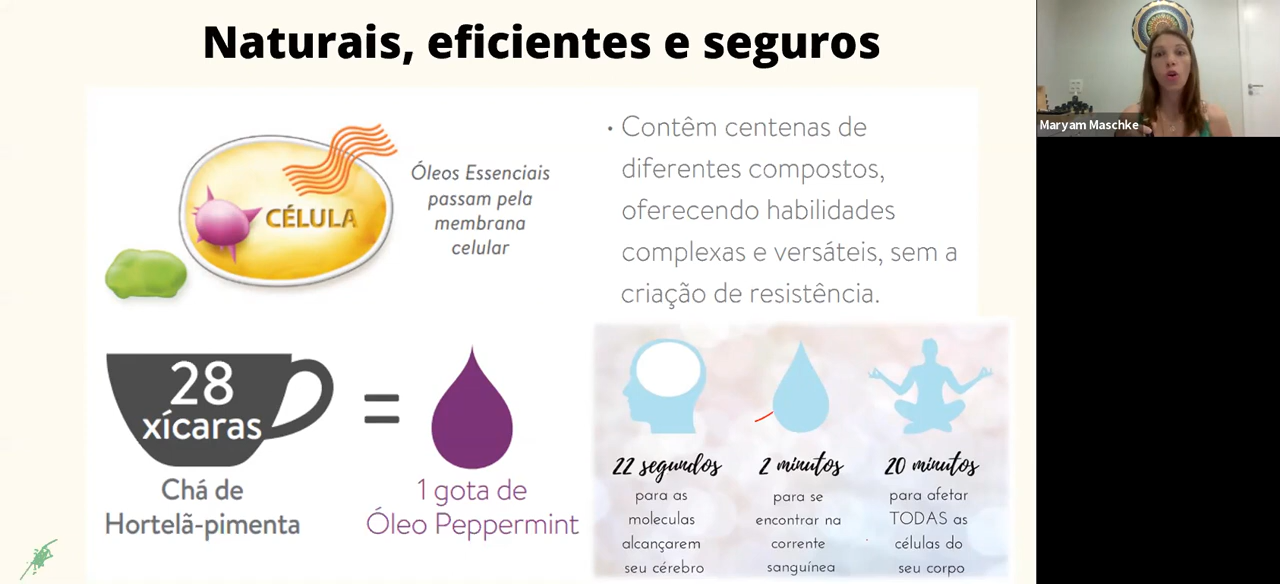 Naturais, eficientes e seguros
Maryam Maschke
CÉLULA
Óleos Essenciais
passam pela
membrana
celular
• Contêm centenas de
diferentes compostos,
oferecendo habilidades
complexas e versáteis, sem a
criação de resistência.
28
xícaras
=
Chá de
Hortelã-pimenta
1 gota de
Óleo Peppermint
22 segundos
para as
moleculas
alcançarem
seu cérebro
2 minutos
para se
encontrar na
corrente
sanguínea
20 minutos
para afetar
TODAS as
células do
seu corpo